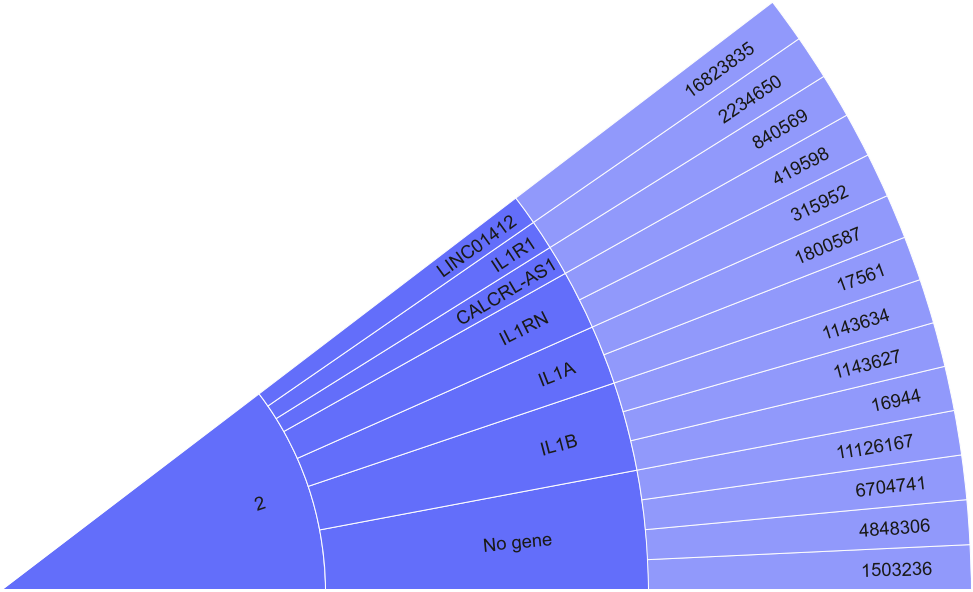 2
LINC01412
IL1R1
CALCRL-AS1
IL1RN
IL1A
IL1B
No gene
16823835
2234650
840569
419598
315952
1800587
17561
1143634
1143627
16944
11126167
6704741
4848306
1503236